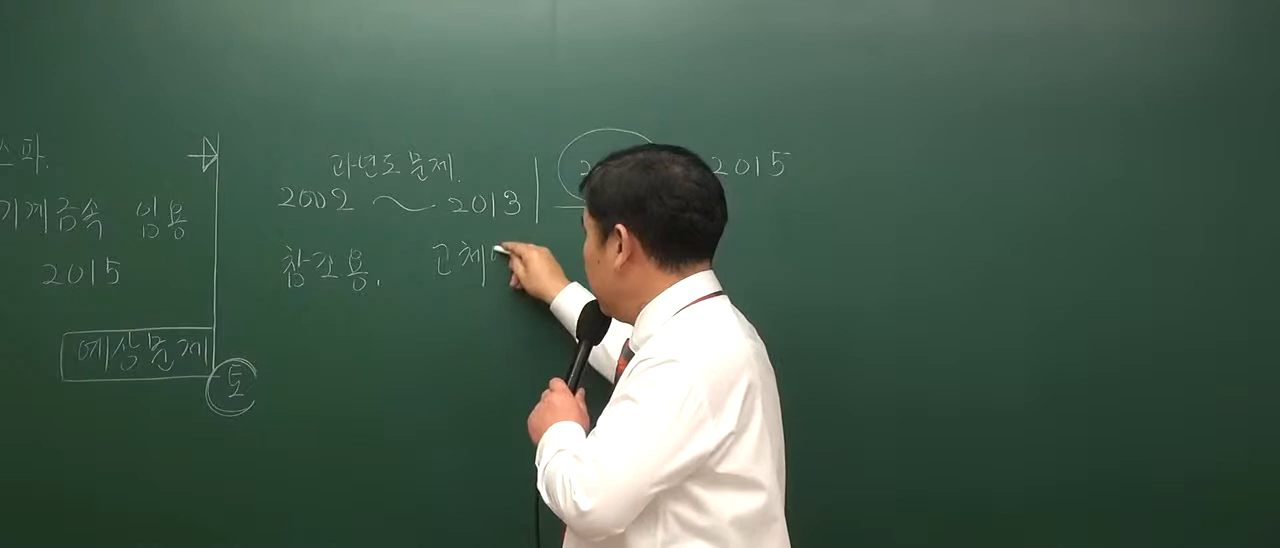 스파.
기계금속 임용
2015
예상문제
토
과년도 문제.
2002 ~ 2013
참조용. 고체
2015